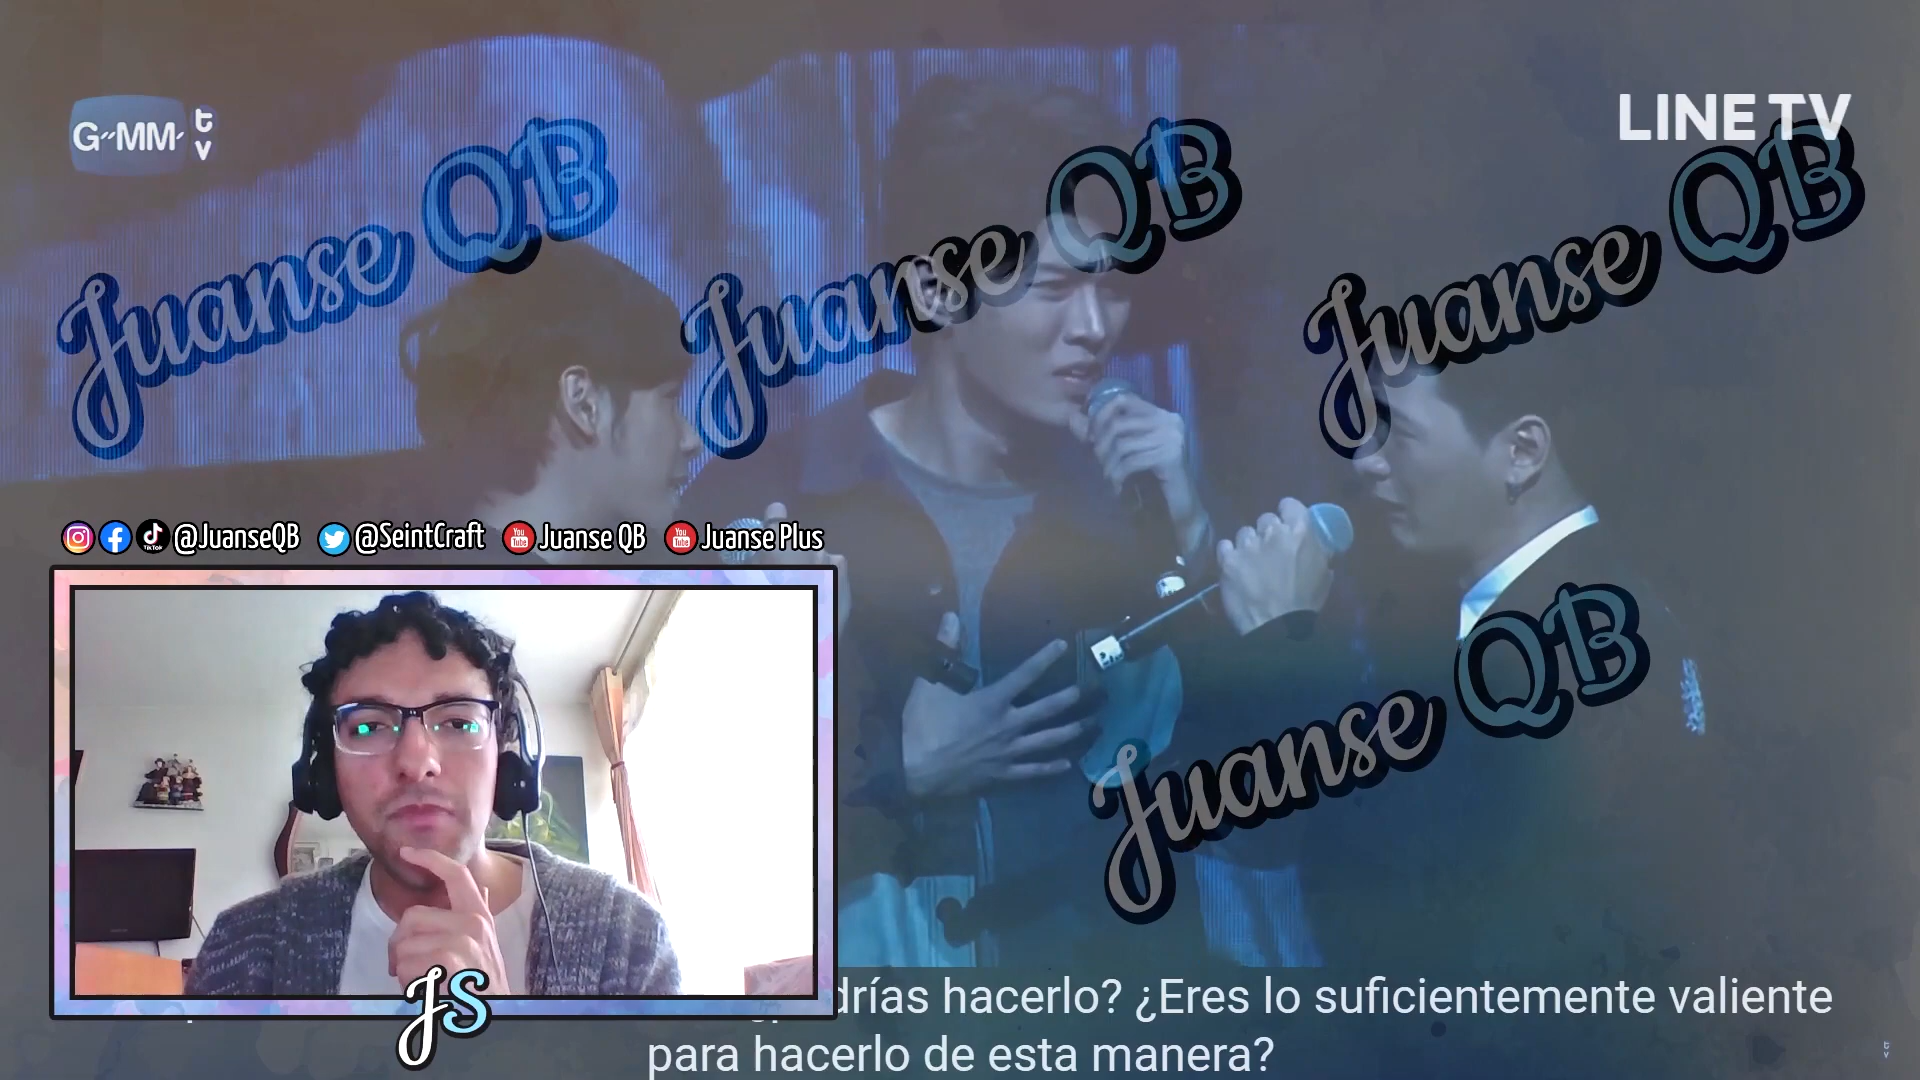 GMM
tv
LINE TV
Juanse QB
Juanse QB
Juanse QB
@JuanseQB @SeintCraft Juanse QB Juanse Plus
Juanse QB
JS
drías hacerlo? ¿Eres lo suficientemente valiente
para hacerlo de esta manera?